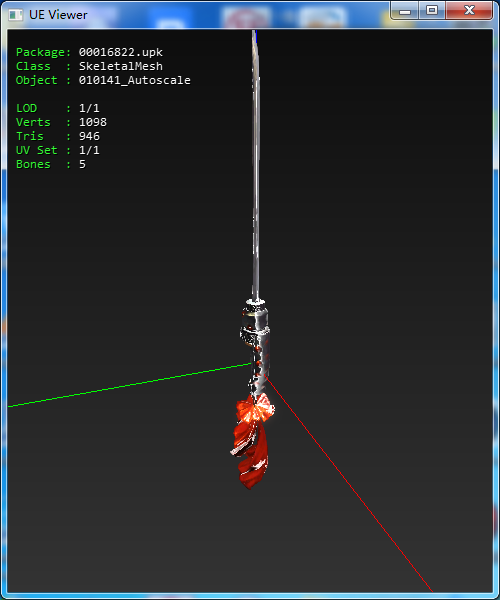 UE Viewer
Package: 00016822.upk
Class : SkeletalMesh
Object : 010141_Autoscale
LOD : 1/1
Verts : 1098
Tris : 946
UV Set : 1/1
Bones : 5